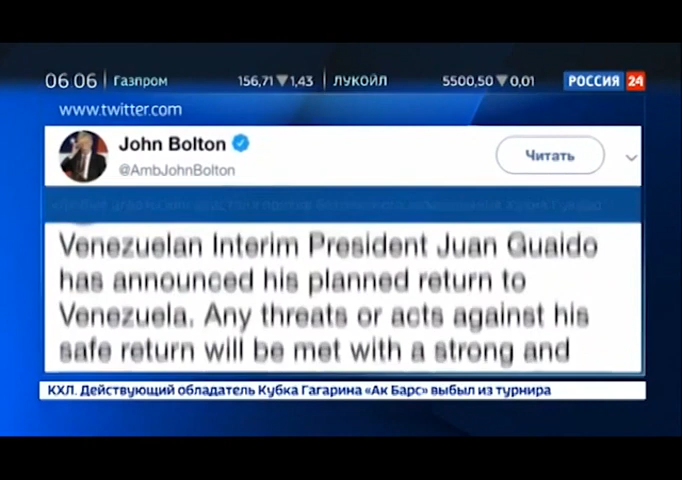 06:06 Газпром 156,71▼1,43 ЛУКОЙЛ 5500,50▼0,01 РОССИЯ 24
www.twitter.com
John Bolton
@AmbJohnBolton
Читать
Venezuelan Interim President Juan Guaido
has announced his planned return to
Venezuela. Any threats or acts against his
safe return will be met with a strong and
КХЛ. Действующий обладатель Кубка Гагарина «Ак Барс» выбыл из турнира